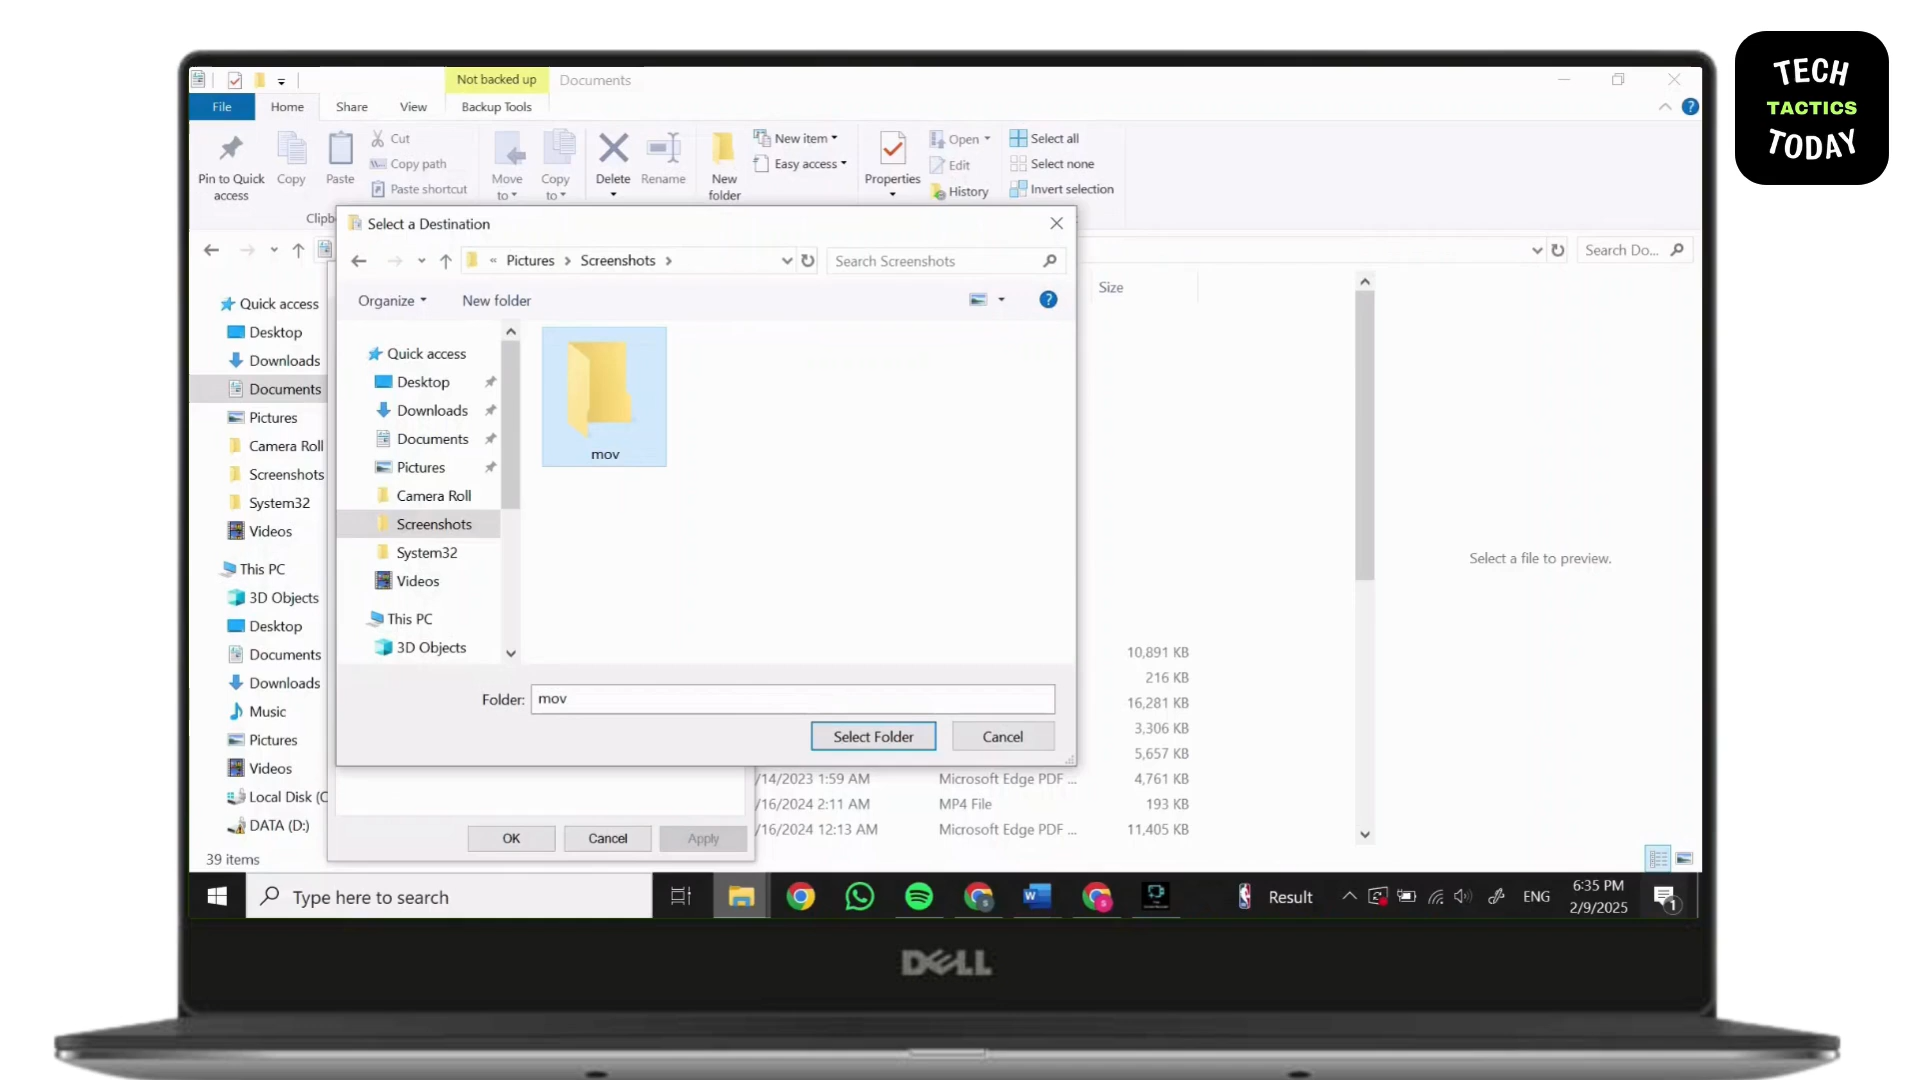 TECH
TACTICS
TODAY
Not backed up
Documents
File
Home
Share
View
Backup Tools
Pin to Quick
access
Copy
Paste
Cut
Copy path
Paste shortcut
Move
to
Copy
to
Delete
Rename
New
folder
New item
Easy access
Properties
Open
Edit
History
Select all
Select none
Invert selection
Select a Destination
« Pictures > Screenshots >
Search Screenshots
Search Do...
Organize
New folder
Size
Quick access
Desktop
Downloads
Documents
Pictures
Camera Roll
Screenshots
System32
Videos
This PC
3D Objects
Desktop
Documents
Downloads
Music
Pictures
Videos
Local Disk (C
DATA (D:)
39 items
Quick access
Desktop
Downloads
Documents
Pictures
Camera Roll
Screenshots
System32
Videos
This PC
3D Objects
mov
Folder: mov
Select Folder
Cancel
Select a file to preview.
10,891 KB
216 KB
16,281 KB
3,306 KB
5,657 KB
/14/2023 1:59 AM Microsoft Edge PDF ... 4,761 KB
/16/2024 2:11 AM MP4 File 193 KB
/16/2024 12:13 AM Microsoft Edge PDF ... 11,405 KB
OK
Cancel
Apply
Type here to search
Result
ENG
6:35 PM
2/9/2025
1
DELL